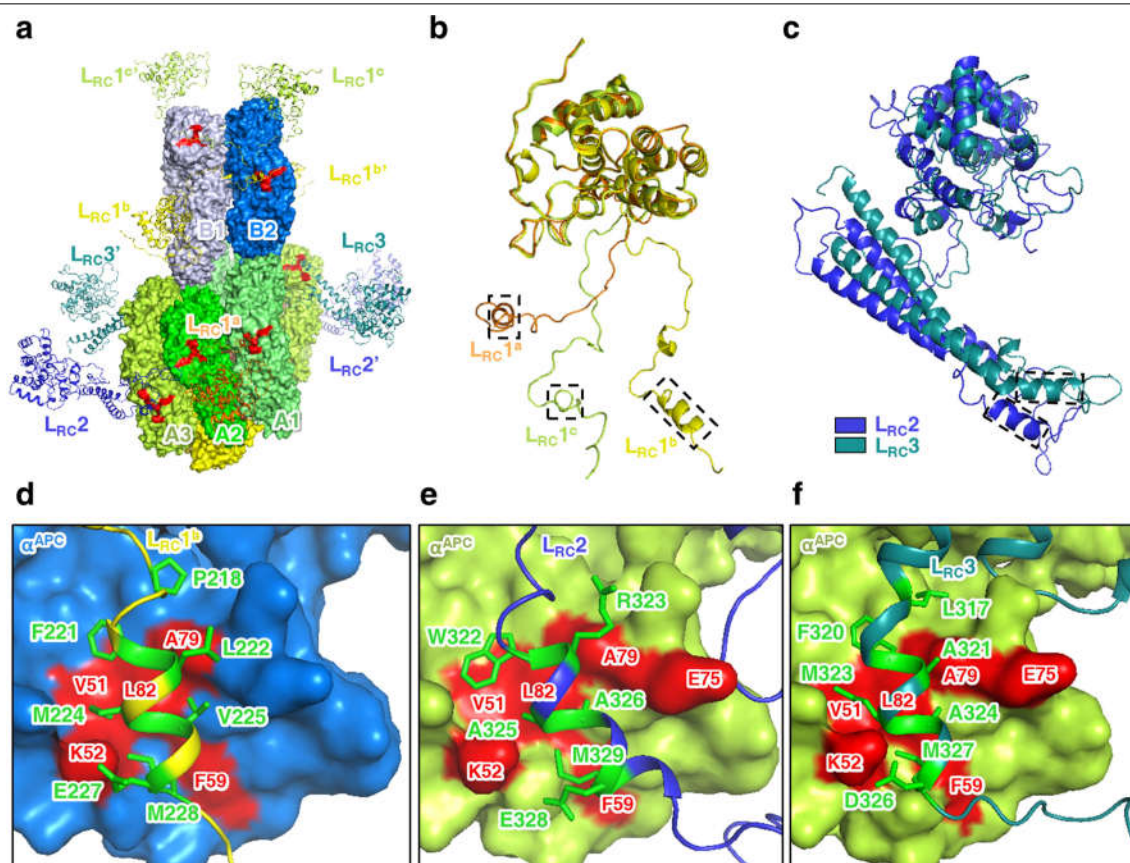 a
b
c
LRC1c'
LRC1c
LRC1b'
LRC1b
B1
B2
LRC3'
LRC3
LRC1a
LRC2'
LRC2
A3
A2
A1
LRC1a
LRC1c
LRC1b
LRC2
LRC3
d
e
f
αAPC
LRC1b
P218
F221
A79
L222
V51
L82
M224
V225
K52
E227
F59
M228
αAPC
LRC2
R323
W322
A79
E75
V51
L82
A326
A325
K52
M329
E328
F59
αAPC
LRC3
L317
F320
A321
M323
A79
E75
V51
L82
A324
K52
M327
D326
F59